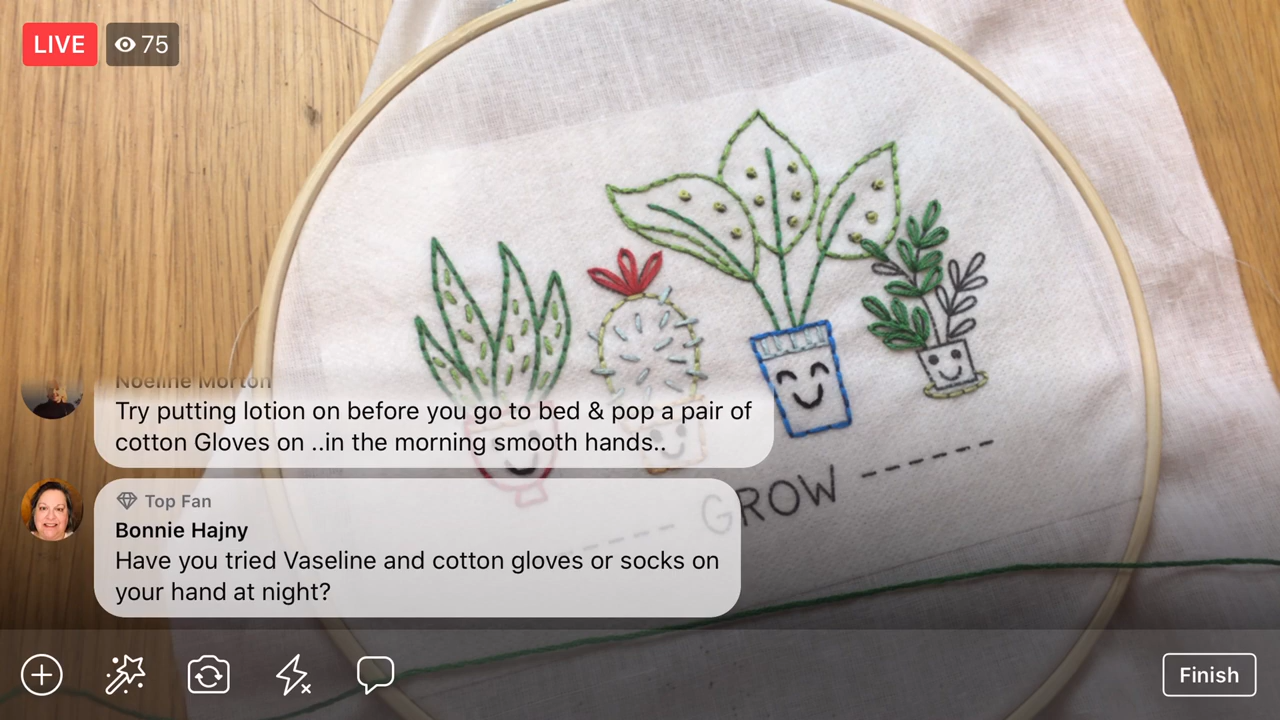 LIVE
75
Noeline Morton
Try putting lotion on before you go to bed & pop a pair of
cotton Gloves on ..in the morning smooth hands..
Top Fan
Bonnie Hajny
Have you tried Vaseline and cotton gloves or socks on
your hand at night?
GROW
Finish